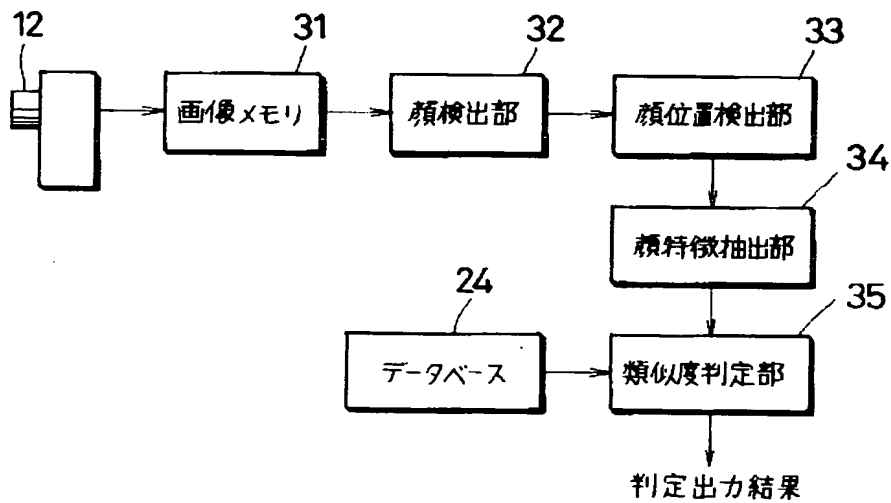 12
31
32
33
画像メモリ
顔検出部
顔位置検出部
34
顔特徴抽出部
24
35
データベース
類似度判定部
判定出力結果